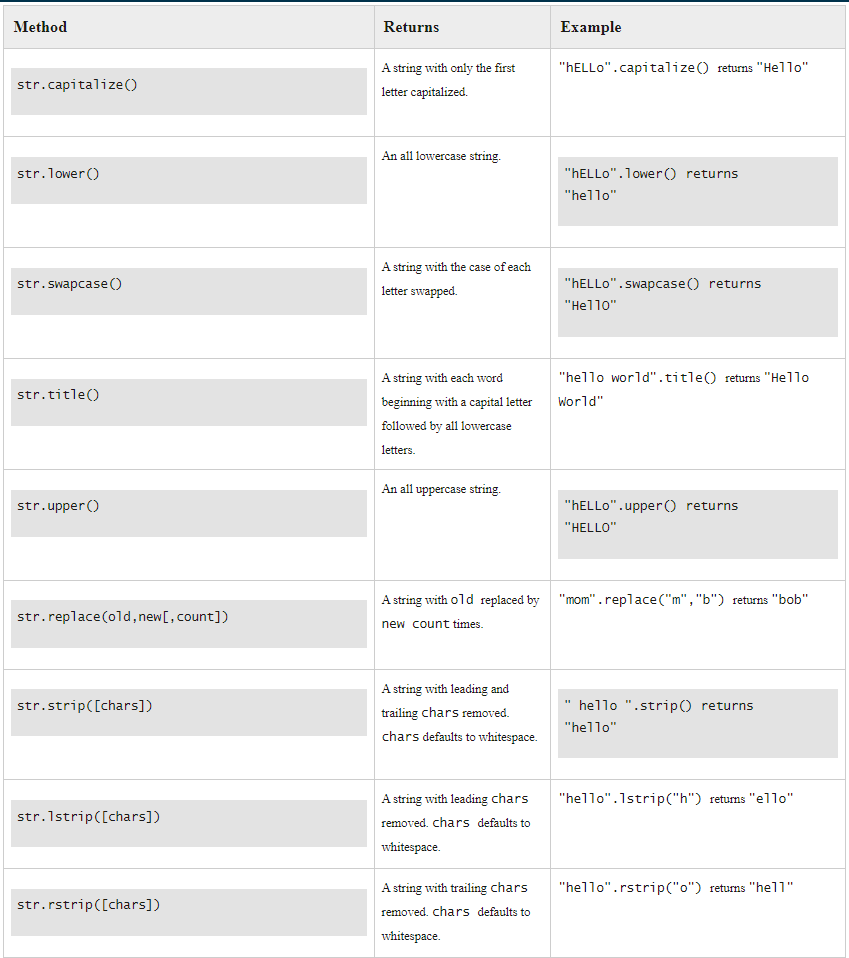 Method Returns Example
str.capitalize()
A string with only the first
letter capitalized.
"hELLo".capitalize() returns "Hello"
str.lower()
An all lowercase string.
"hELLo".lower() returns
"hello"
str.swapcase()
A string with the case of each
letter swapped.
"hELLo".swapcase() returns
"HellO"
str.title()
A string with each word
beginning with a capital letter
followed by all lowercase
letters.
"hello world".title() returns "Hello
World"
str.upper()
An all uppercase string.
"hELLo".upper() returns
"HELLO"
str.replace(old,new[,count])
A string with old replaced by
new count times.
"mom".replace("m","b") returns "bob"
str.strip([chars])
A string with leading and
trailing chars removed.
chars defaults to whitespace.
" hello ".strip() returns
"hello"
str.lstrip([chars])
A string with leading chars
removed. chars defaults to
whitespace.
"hello".lstrip("h") returns "ello"
str.rstrip([chars])
A string with trailing chars
removed. chars defaults to
whitespace.
"hello".rstrip("o") returns "hell"